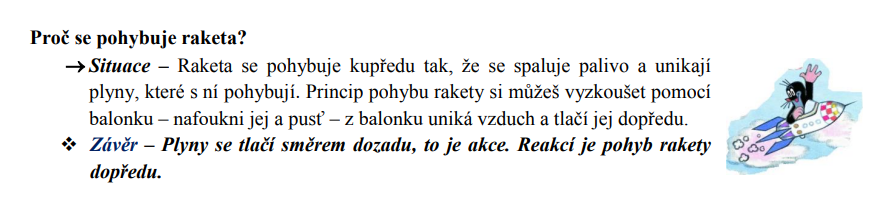 Proč se pohybuje raketa?
→ Situace – Raketa se pohybuje kupředu tak, že se spaluje palivo a unikají
plyny, které s ní pohybují. Princip pohybu rakety si můžeš vyzkoušet pomocí
balonku – nafoukni jej a pusť – z balonku uniká vzduch a tlačí jej dopředu.
❖ Závěr – Plyny se tlačí směrem dozadu, to je akce. Reakcí je pohyb rakety
dopředu.